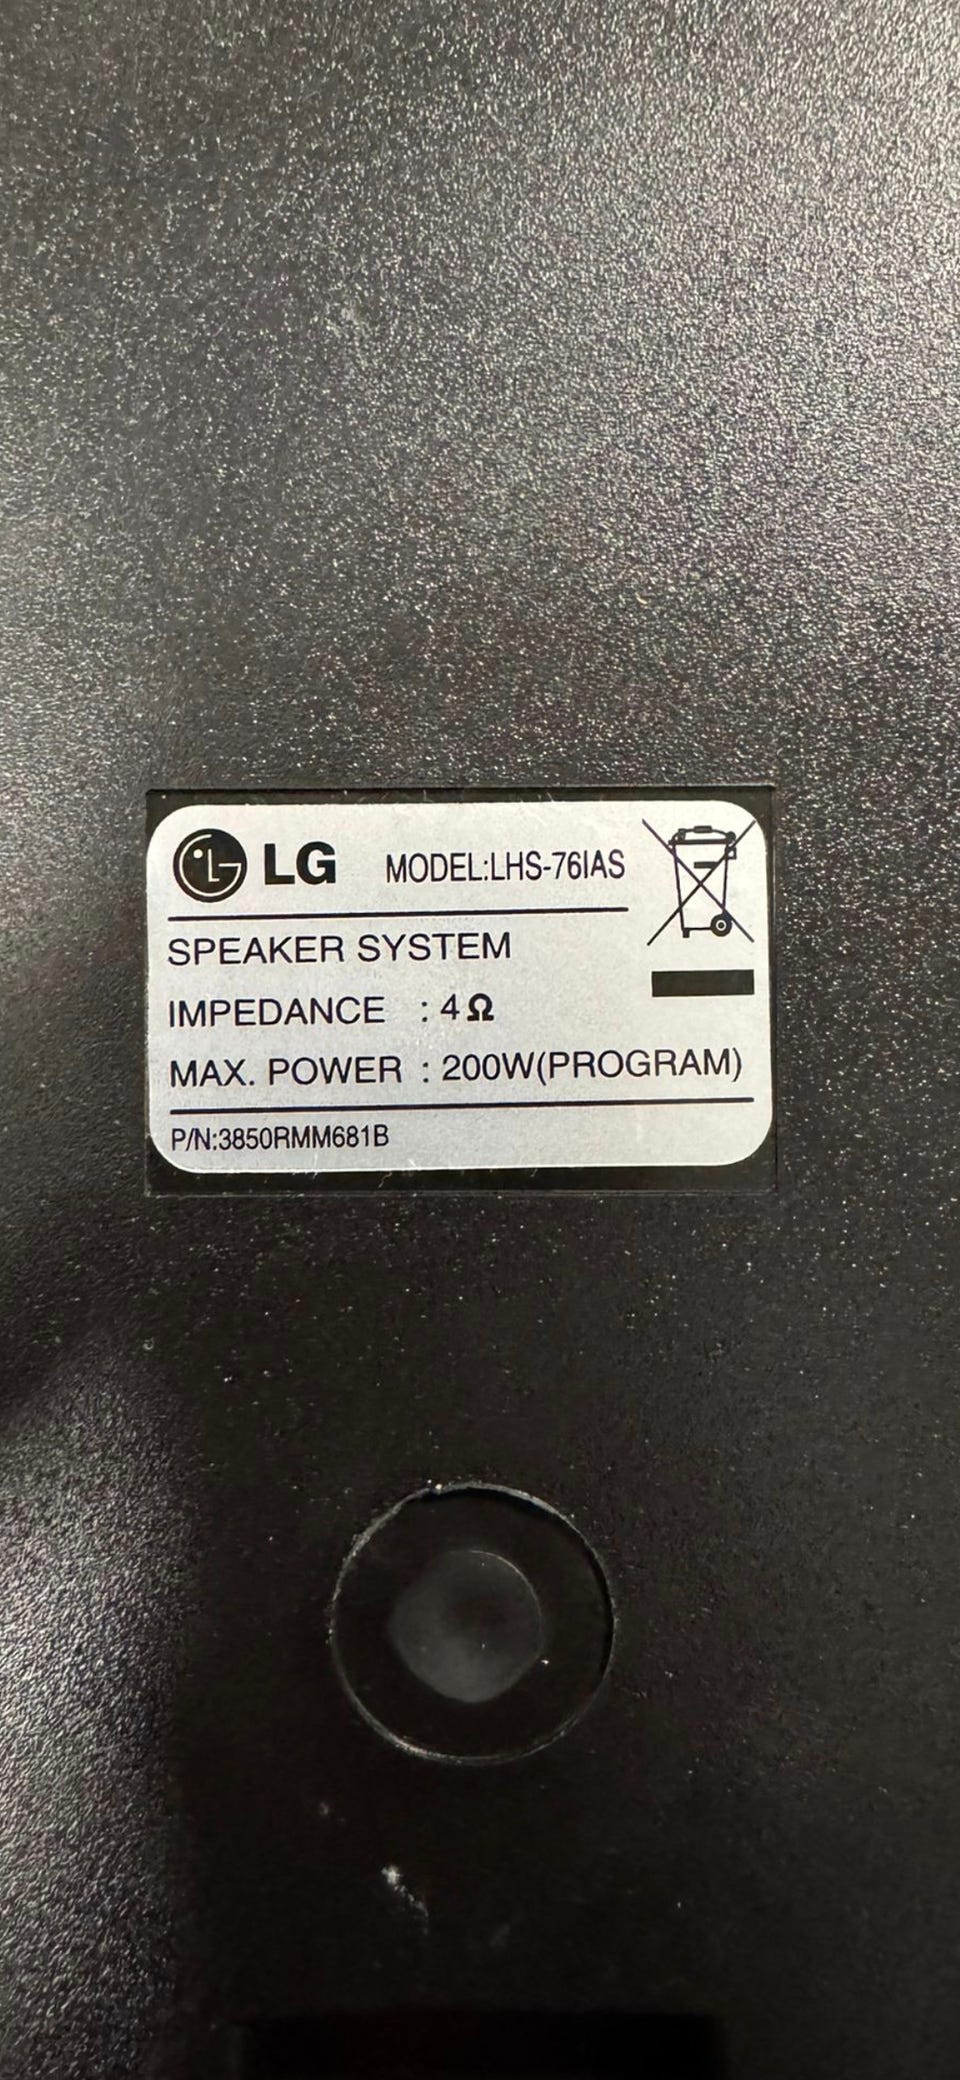 LG MODEL:LHS-76IAS
SPEAKER SYSTEM
IMPEDANCE : 4Ω
MAX. POWER : 200W(PROGRAM)
P/N:3850RMM681B